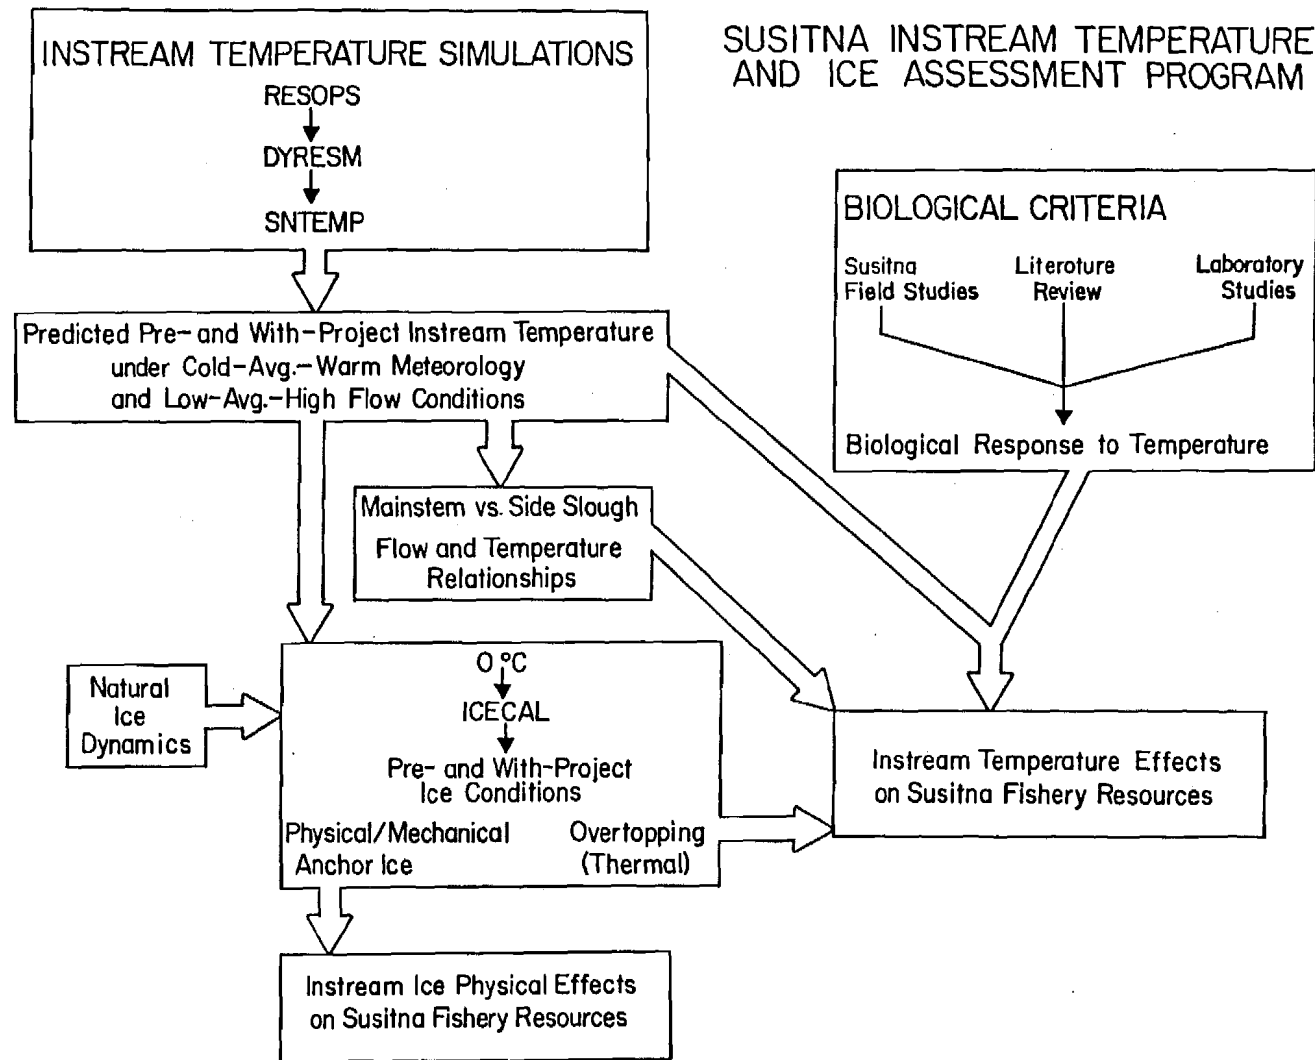 SUSITNA INSTREAM TEMPERATURE
AND ICE ASSESSMENT PROGRAM
INSTREAM TEMPERATURE SIMULATIONS
RESOPS
DYRESM
SNTEMP
BIOLOGICAL CRITERIA
Susitna
Field Studies
Literoture
Review
Laboratory
Studies
Biological Response to Temperature
Predicted Pre- and With-Project Instream Temperature
under Cold-Avg.-Warm Meteorology
and Low-Avg.-High Flow Conditions
Mainstem vs. Side Slough
Flow and Temperature
Relationships
Natural
Ice
Dynamics
0 °C
ICECAL
Pre- and With-Project
Ice Conditions
Physical/Mechanical
Anchor Ice
Overtopping
(Thermal)
Instream Temperature Effects
on Susitna Fishery Resources
Instream Ice Physical Effects
on Susitna Fishery Resources